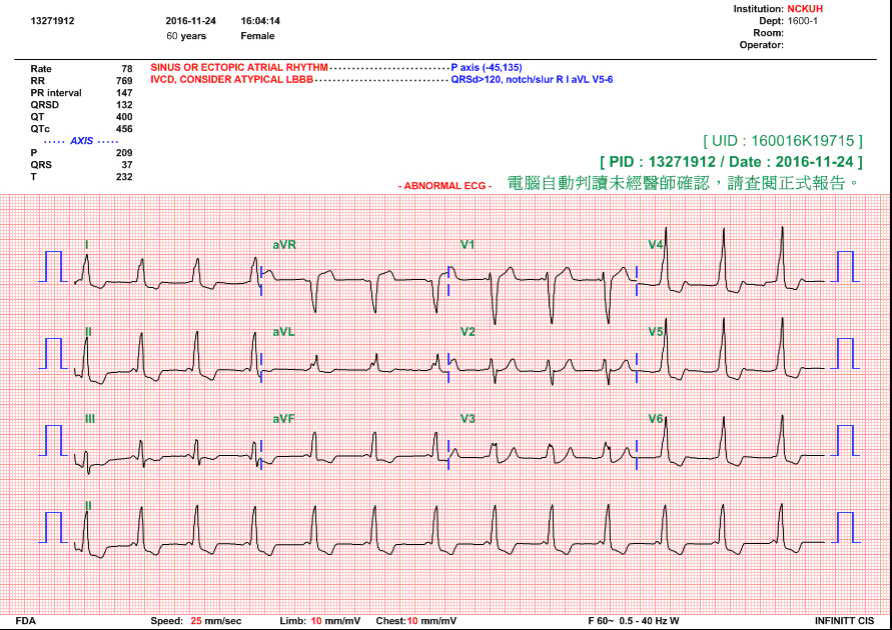 Institution: NCKUH
13271912 2016-11-24 16:04:14 Dept: 1600-1
60 years Female Room:
Operator:
Rate 78 SINUS OR ECTOPIC ATRIAL RHYTHM - - - - - - - - - - - - - - - - - - - - - - - - P axis (-45,135)
RR 769 IVCD, CONSIDER ATYPICAL LBBB - - - - - - - - - - - - - - - - - - - - - - - - - - - QRSd>120, notch/slur R I aVL V5-6
PR interval 147
QRSD 132
QT 400
QTc 456
····· AXIS ·····
P 209
QRS 37
T 232
[ UID : 160016K19715 ]
[ PID : 13271912 / Date : 2016-11-24 ]
- ABNORMAL ECG - 電腦自動判讀未經醫師確認，請查閱正式報告。
I aVR V1 V4
II aVL V2 V5
III aVF V3 V6
II
FDA Speed: 25 mm/sec Limb: 10 mm/mV Chest: 10 mm/mV F 60~ 0.5 - 40 Hz W INFINITT CIS